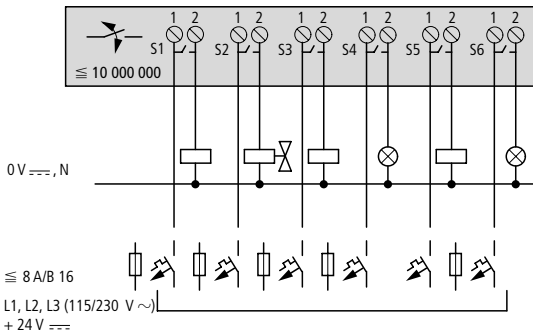 1 2 1 2 1 2 1 2 1 2 1 2
S1 S2 S3 S4 S5 S6
≦ 10 000 000
0 V ⎓, N
≦ 8 A/B 16
L1, L2, L3 (115/230 V ~)
+ 24 V ⎓